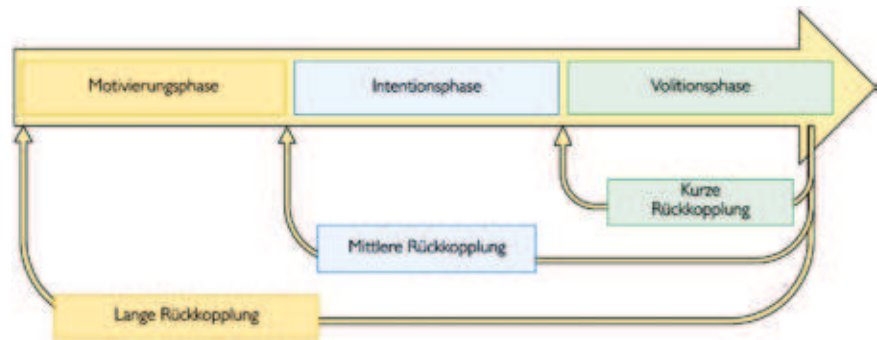 Motivierungsphase
Intentionsphase
Volitionsphase
Kurze
Rückkopplung
Mittlere Rückkopplung
Lange Rückkopplung